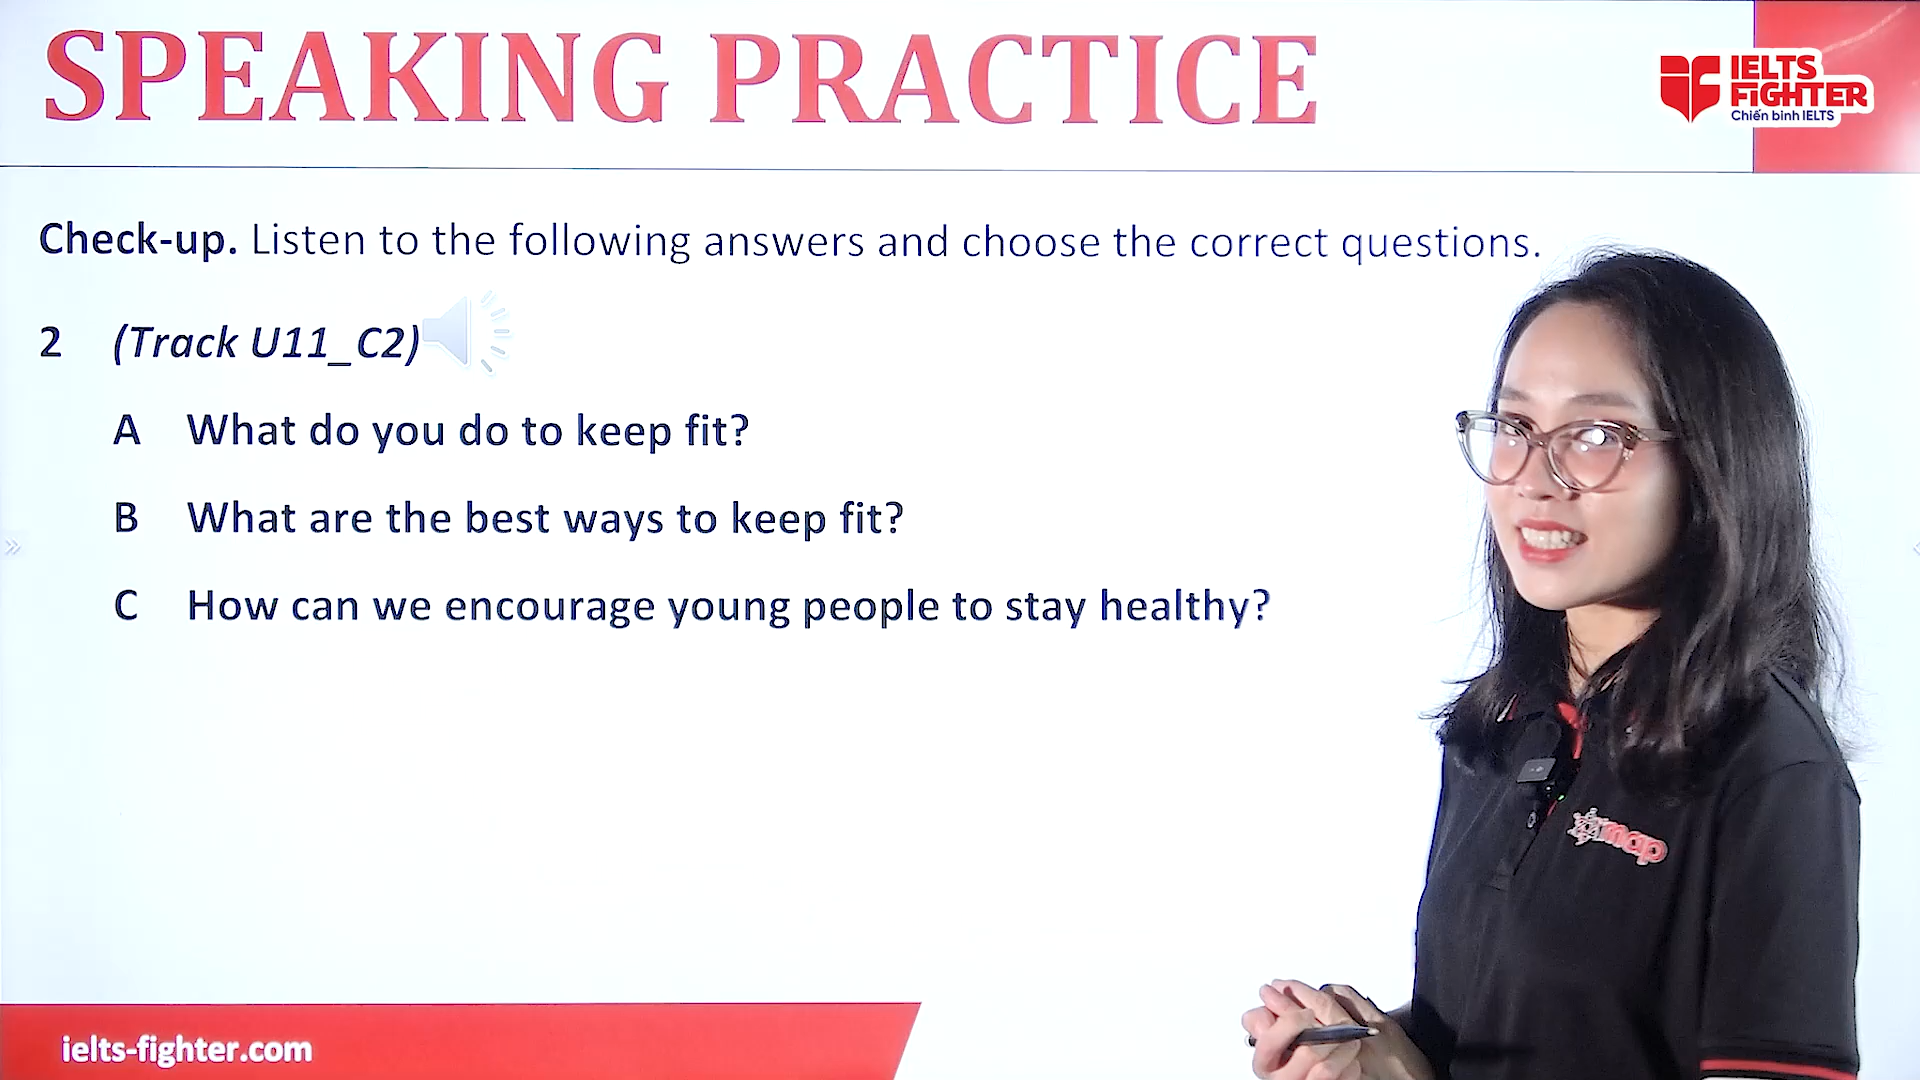 SPEAKING PRACTICE
IELTS
FIGHTER
Chiến binh IELTS
Check-up. Listen to the following answers and choose the correct questions.
2 (Track U11_C2)
A What do you do to keep fit?
B What are the best ways to keep fit?
C How can we encourage young people to stay healthy?
map
ielts-fighter.com